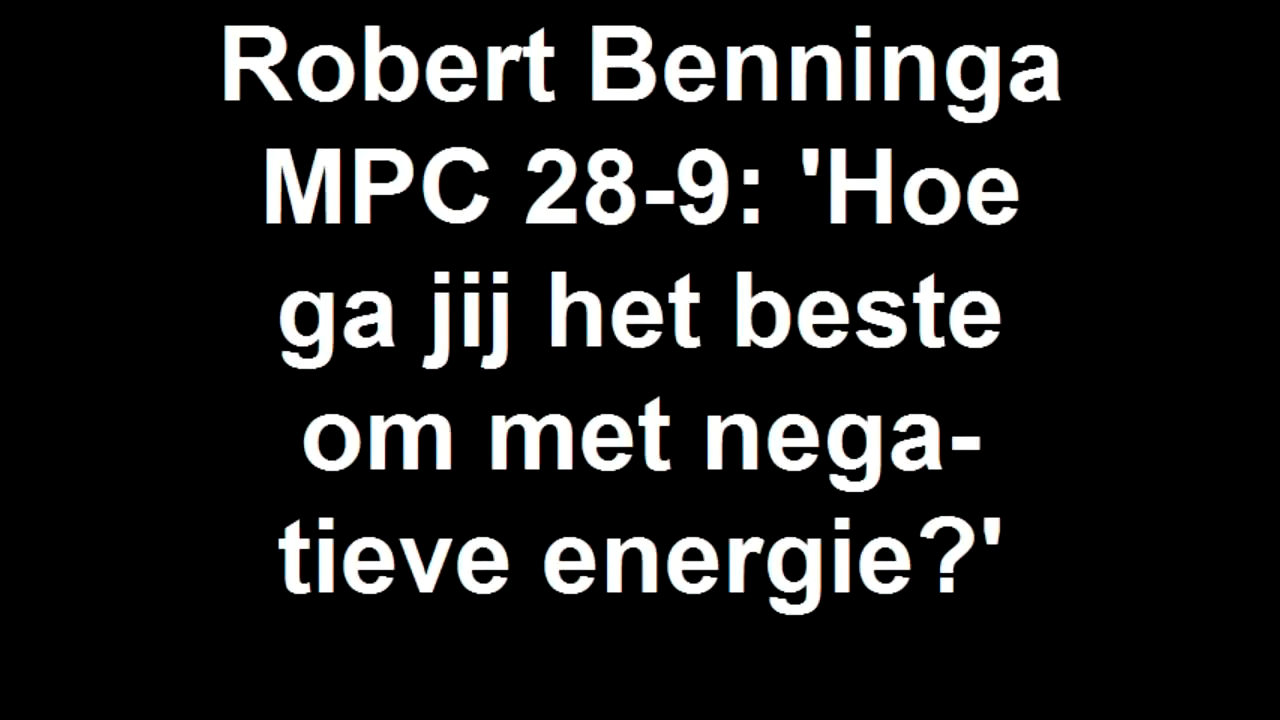 Robert Benninga
MPC 28-9: 'Hoe
ga jij het beste
om met nega-
tieve energie?'